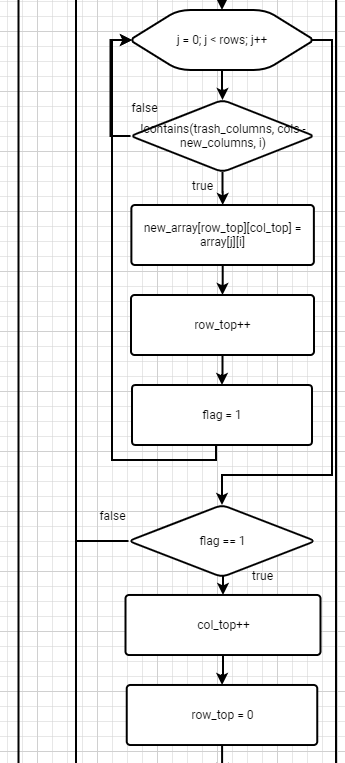 j = 0; j < rows; j++
false
!contains(trash_columns, cols -
new_columns, i)
true
new_array[row_top][col_top] =
array[j][i]
row_top++
flag = 1
false
flag == 1
true
col_top++
row_top = 0